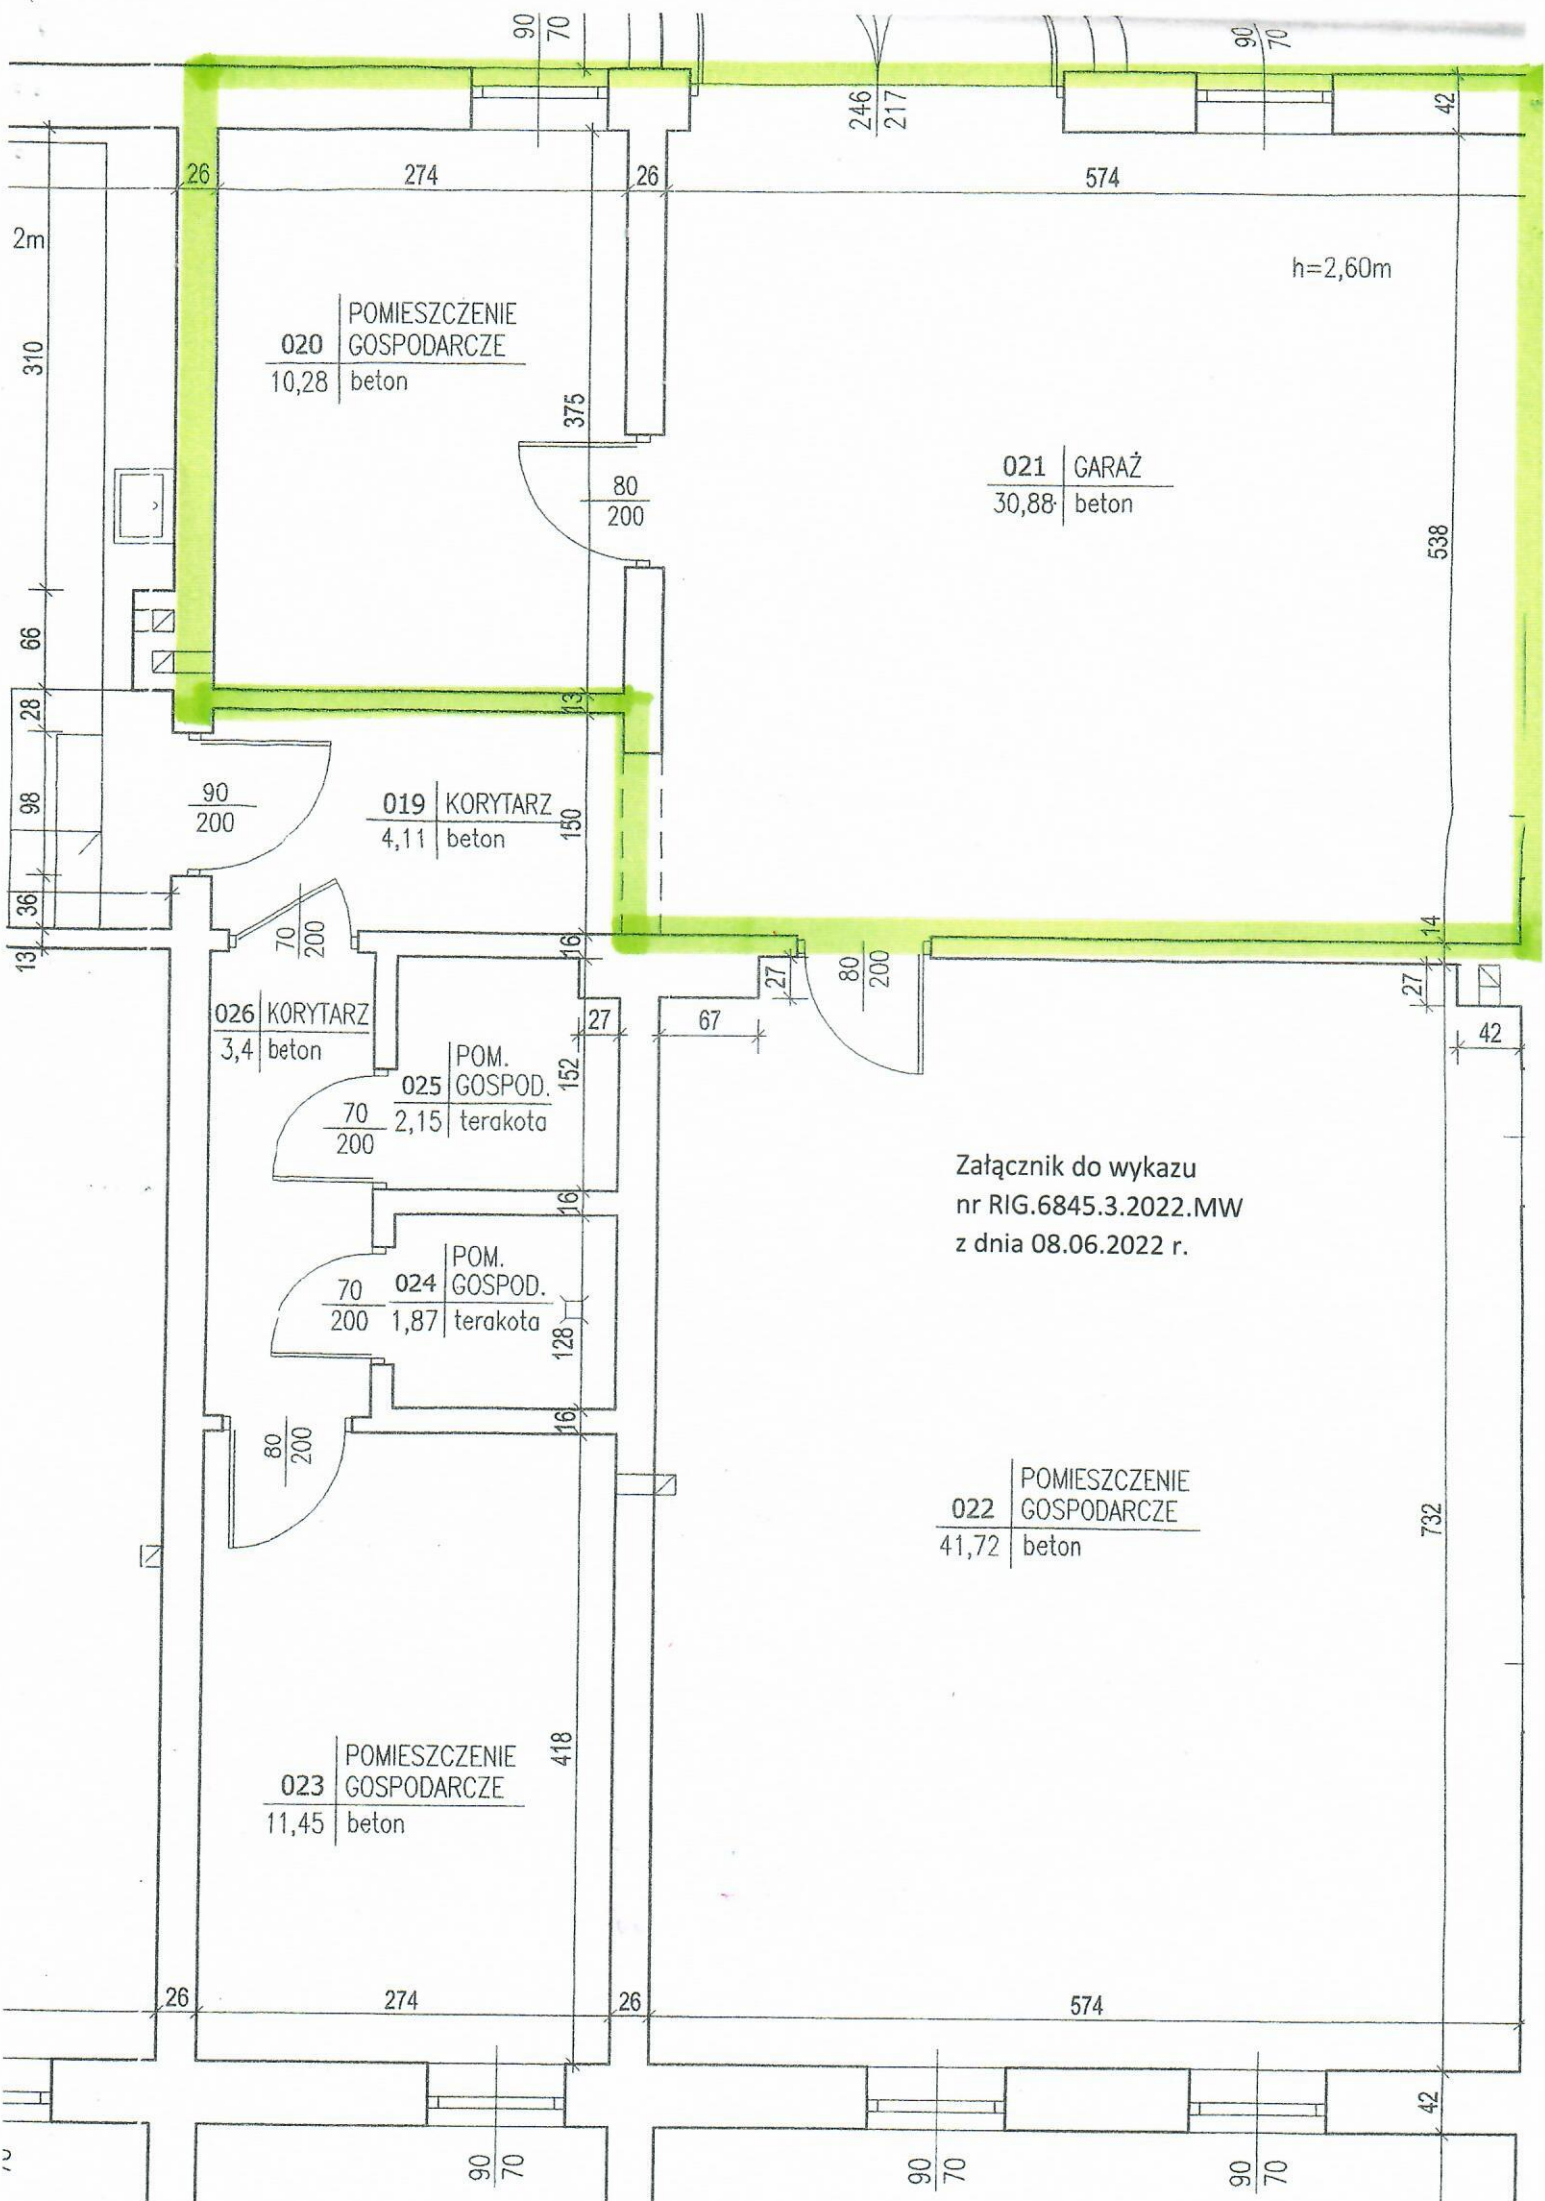 90
70
90
70
246
217
42
26
274
26
574
2m
h=2,60m
310
POMIESZCZENIE
020 GOSPODARCZE
10,28 beton
375
021 GARAŻ
30,88 beton
80
200
538
66
13
28
90
200
98
019 KORYTARZ
4,11 beton
150
36
70
200
16
14
13
27
80
200
27
026 KORYTARZ
3,4 beton
27
67
42
POM.
025 GOSPOD.
2,15 terakota
152
70
200
Załącznik do wykazu
nr RIG.6845.3.2022.MW
z dnia 08.06.2022 r.
16
POM.
024 GOSPOD.
1,87 terakota
70
200
128
16
80
200
POMIESZCZENIE
022 GOSPODARCZE
41,72 beton
732
POMIESZCZENIE
023 GOSPODARCZE
11,45 beton
418
26
274
26
574
42
90
70
90
70
90
70